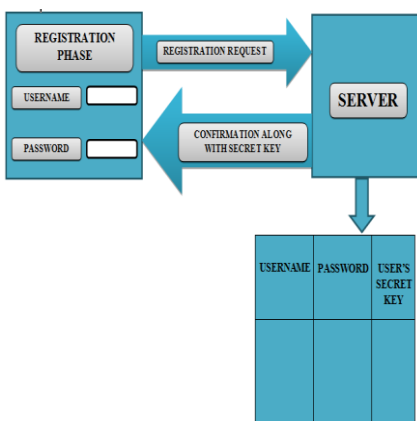 REGISTRATION
PHASE
REGISTRATION REQUEST
USERNAME
SERVER
PASSWORD
CONFIRMATION ALONG
WITH SECRET KEY
USERNAME PASSWORD USER'S
SECRET
KEY